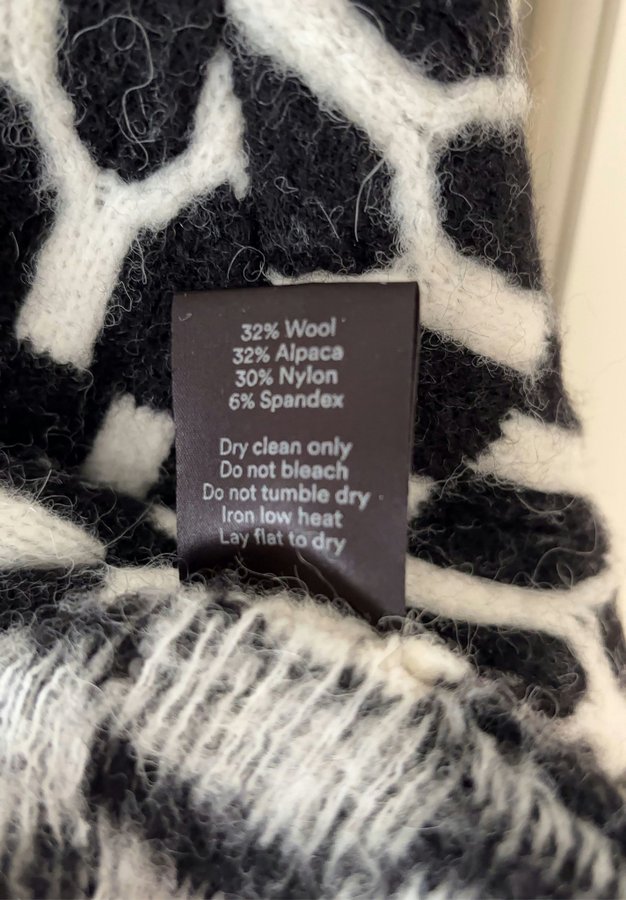 32% Wool
32% Alpaca
30% Nylon
6% Spandex
Dry clean only
Do not bleach
Do not tumble dry
Iron low heat
Lay flat to dry